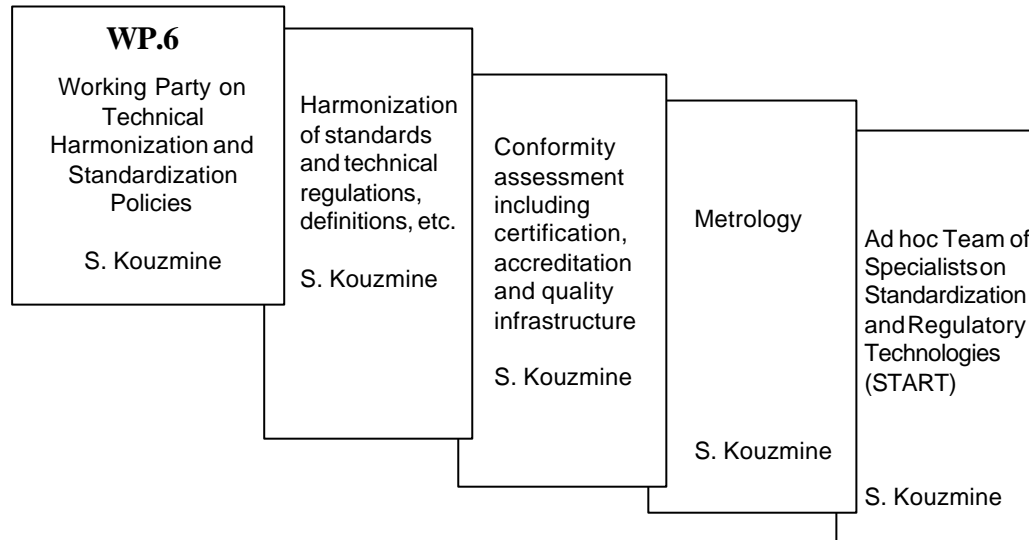 WP.6
Working Party on
Technical
Harmonization and
Standardization
Policies
S. Kouzmine
Harmonization
of standards
and technical
regulations,
definitions, etc.
S. Kouzmine
Conformity
assessment
including
certification,
accreditation
and quality
infrastructure
S. Kouzmine
Metrology
S. Kouzmine
Ad hoc Team of
Specialists on
Standardization
and Regulatory
Technologies
(START)
S. Kouzmine